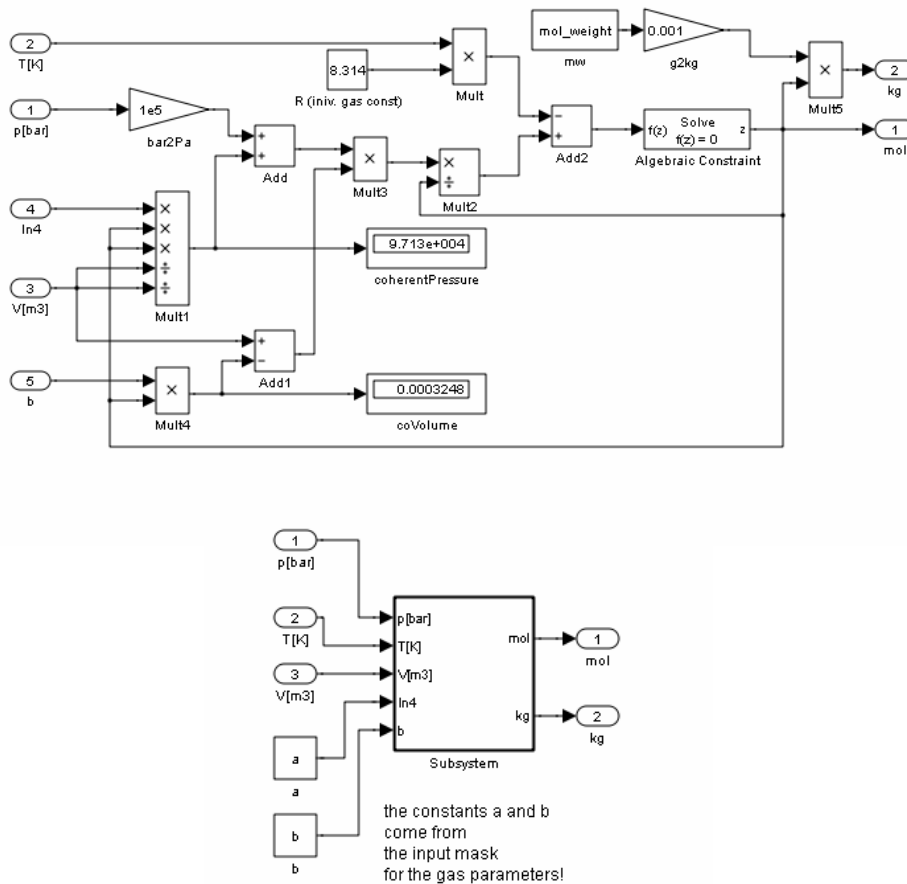 2
T[K]
8.314
R (iniv. gas const)
×
Mult
mol_weight
mw
0.001
g2kg
×
Mult5
2
kg
1
p[bar]
1e5
bar2Pa
+
+
Add
×
Mult3
×
÷
Mult2
−
+
Add2
f(z)
Solve
f(z) = 0
z
Algebraic Constraint
1
mol
4
In4
×
×
×
÷
÷
Mult1
9.713e+004
coherentPressure
3
V[m3]
+
−
Add1
5
b
×
Mult4
0.0003248
coVolume
1
p[bar]
2
T[K]
3
V[m3]
a
a
b
b
p[bar]
T[K]
V[m3]
In4
b
mol
kg
Subsystem
1
mol
2
kg
the constants a and b
come from
the input mask
for the gas parameters!